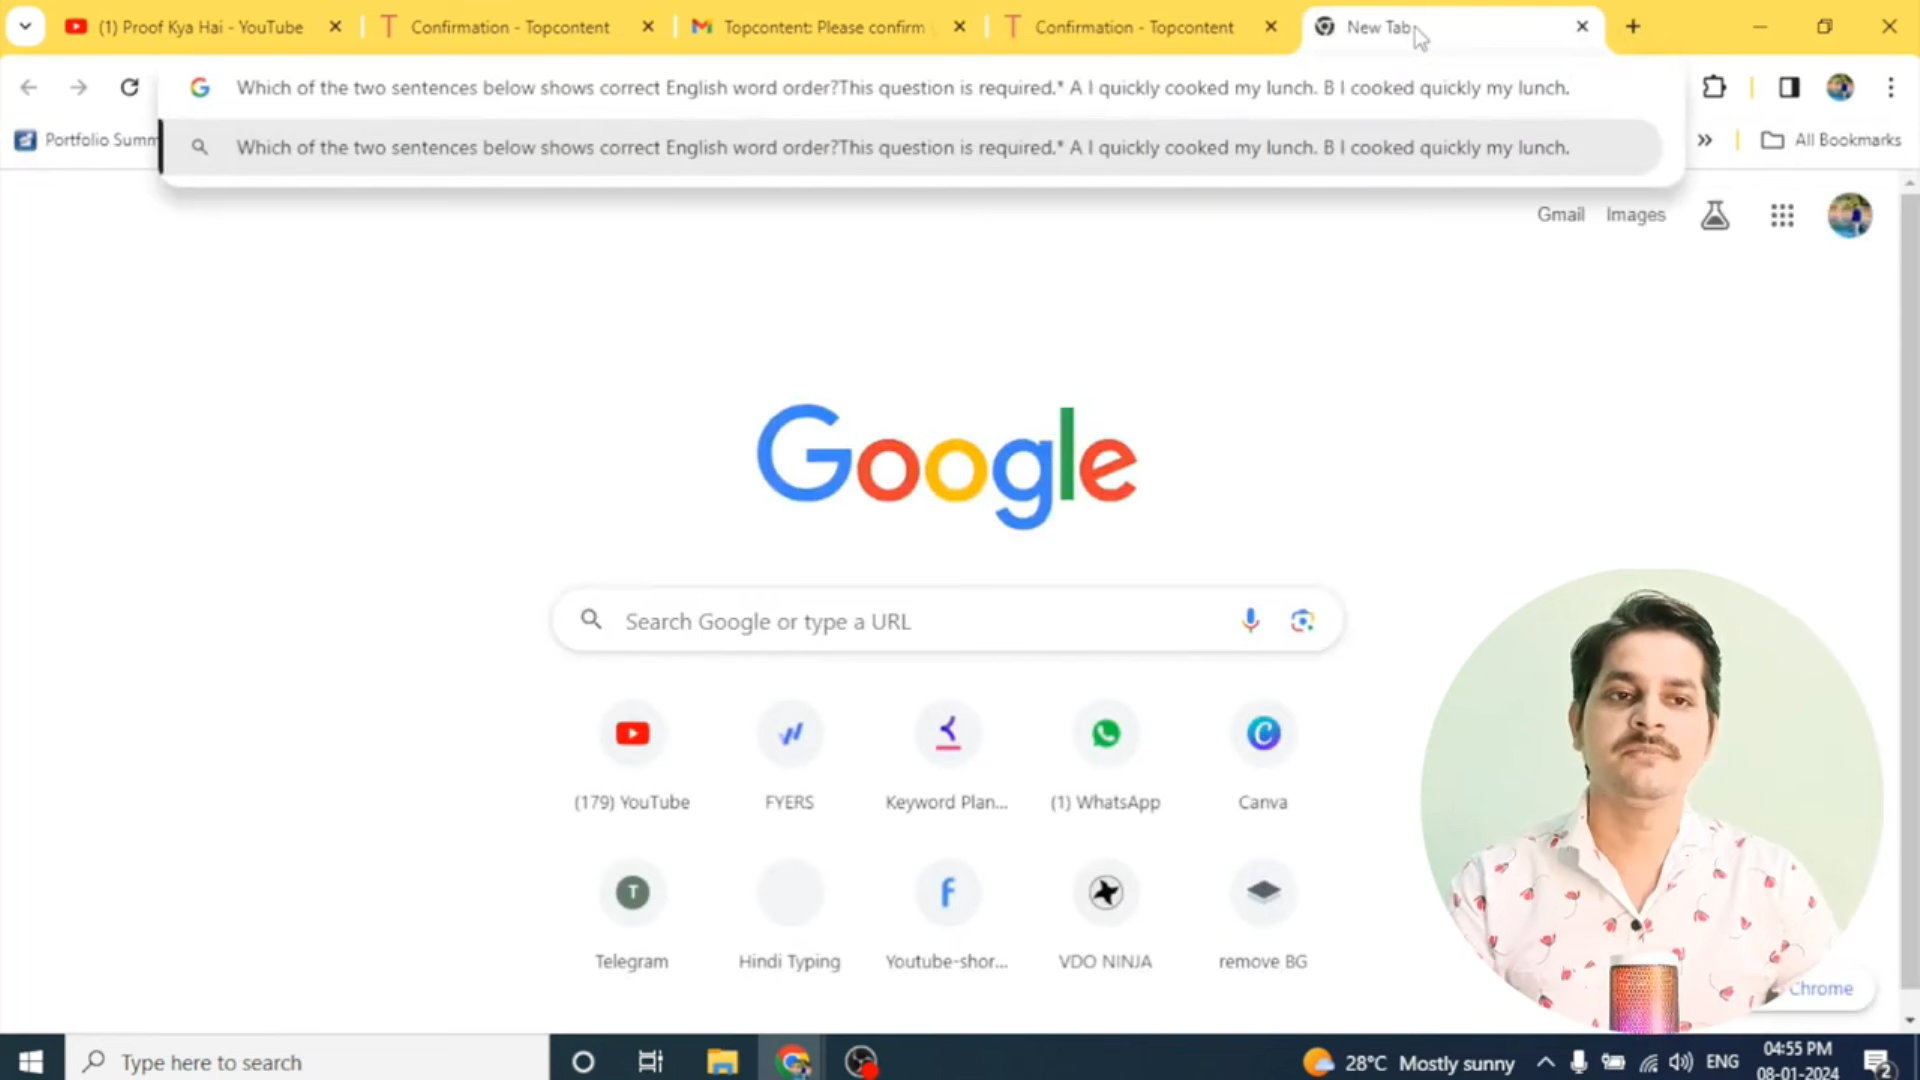 (1) Proof Kya Hai - YouTube
Confirmation - Topcontent
Topcontent: Please confirm
Confirmation - Topcontent
New Tab
Which of the two sentences below shows correct English word order?This question is required.* A I quickly cooked my lunch. B I cooked quickly my lunch.
Portfolio Summ
Which of the two sentences below shows correct English word order?This question is required.* A I quickly cooked my lunch. B I cooked quickly my lunch.
All Bookmarks
Gmail Images
Google
Search Google or type a URL
(179) YouTube
FYERS
Keyword Plan...
(1) WhatsApp
Canva
T
Telegram
Hindi Typing
Youtube-shor...
VDO NINJA
remove BG
Chrome
Type here to search
28°C Mostly sunny
ENG
04:55 PM
08-01-2024
2